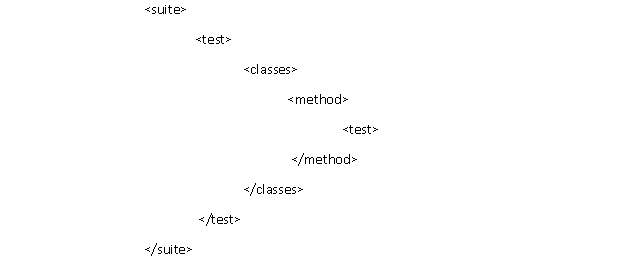 <suite>
<test>
<classes>
<method>
<test>
</method>
</classes>
</test>
</suite>